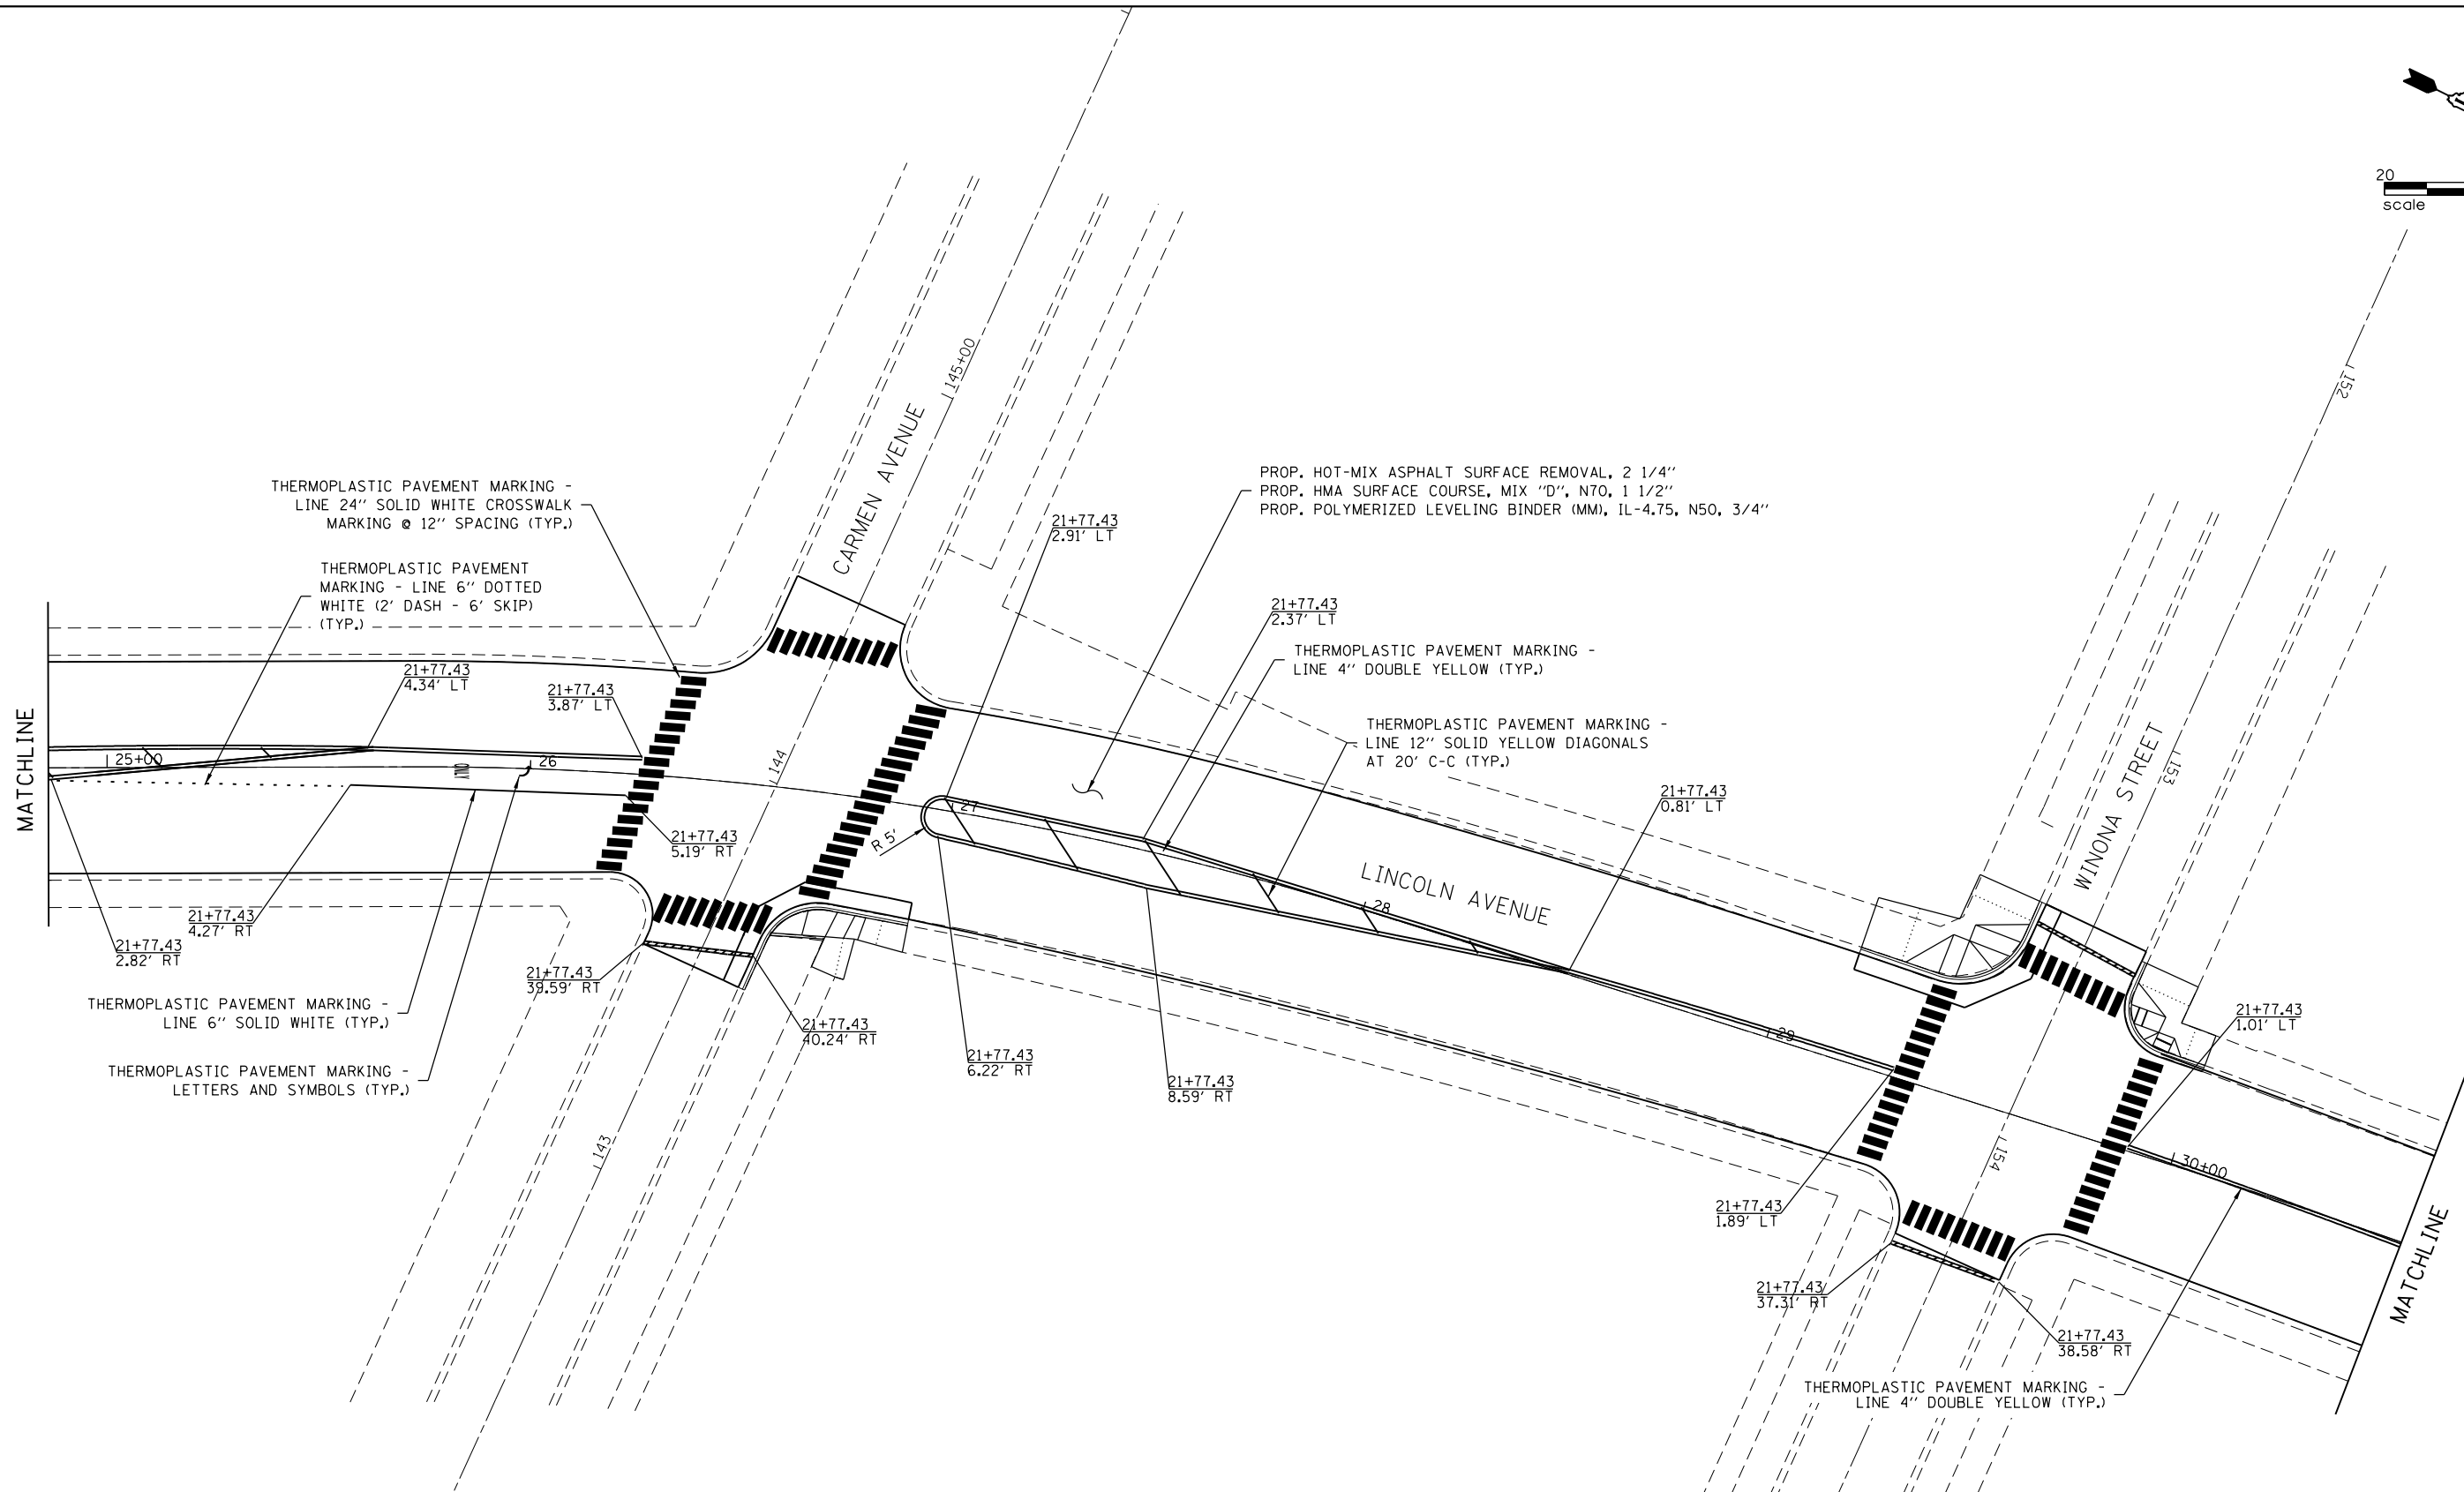 20
scale
145+00
CARMEN AVENUE
152
PROP. HOT-MIX ASPHALT SURFACE REMOVAL, 2 1/4"
PROP. HMA SURFACE COURSE, MIX "D", N70, 1 1/2"
PROP. POLYMERIZED LEVELING BINDER (MM), IL-4.75, N50, 3/4"
THERMOPLASTIC PAVEMENT MARKING -
LINE 24" SOLID WHITE CROSSWALK
MARKING @ 12" SPACING (TYP.)
21+77.43
2.91' LT
THERMOPLASTIC PAVEMENT
MARKING - LINE 6" DOTTED
WHITE (2' DASH - 6' SKIP)
(TYP.)
21+77.43
2.37' LT
THERMOPLASTIC PAVEMENT MARKING -
LINE 4" DOUBLE YELLOW (TYP.)
21+77.43
4.34' LT
21+77.43
3.87' LT
THERMOPLASTIC PAVEMENT MARKING -
LINE 12" SOLID YELLOW DIAGONALS
AT 20' C-C (TYP.)
MATCHLINE
25+00
26
144
27
R 5'
21+77.43
0.81' LT
WINONA STREET
153
21+77.43
5.19' RT
LINCOLN AVENUE
28
21+77.43
4.27' RT
21+77.43
2.82' RT
21+77.43
39.59' RT
THERMOPLASTIC PAVEMENT MARKING -
LINE 6" SOLID WHITE (TYP.)
21+77.43
40.24' RT
29
21+77.43
1.01' LT
21+77.43
6.22' RT
THERMOPLASTIC PAVEMENT MARKING -
LETTERS AND SYMBOLS (TYP.)
21+77.43
8.59' RT
143
154
30+00
21+77.43
1.89' LT
21+77.43
37.31' RT
MATCHLINE
21+77.43
38.58' RT
THERMOPLASTIC PAVEMENT MARKING -
LINE 4" DOUBLE YELLOW (TYP.)